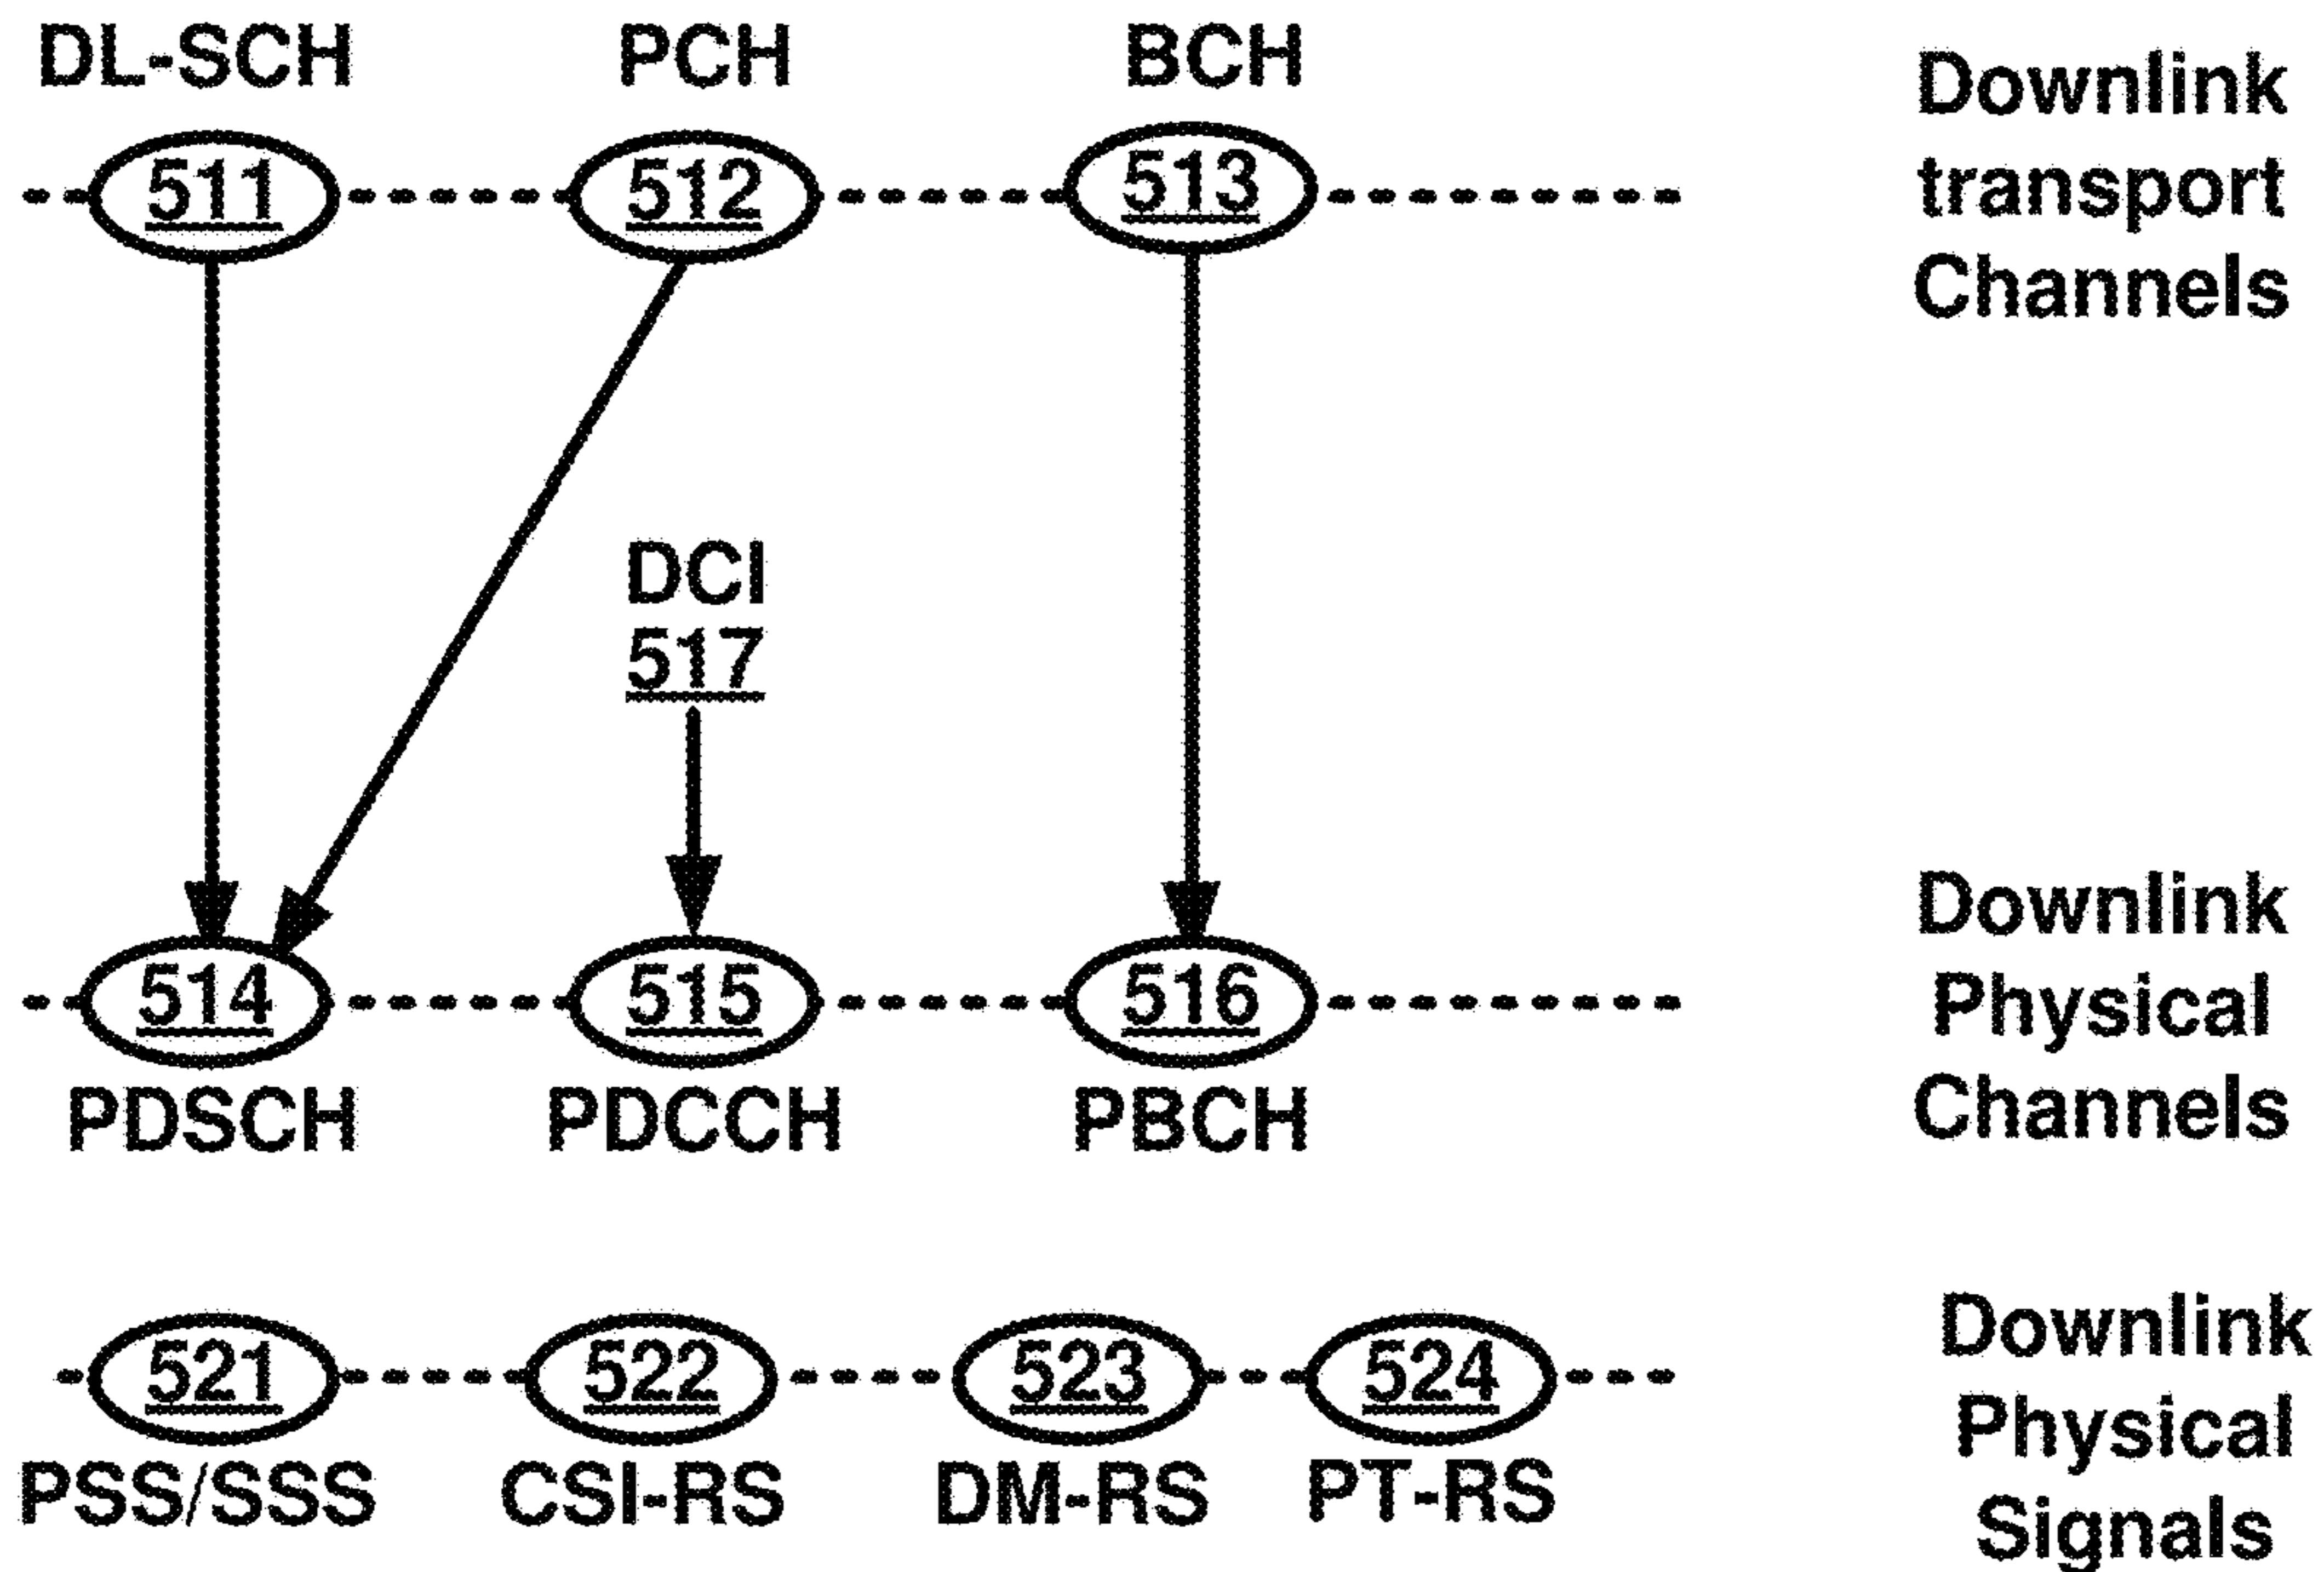 DL-SCH PCH BCH
Downlink
transport
Channels
511 512 513
DCI
517
Downlink
Physical
Channels
514 515 516
PDSCH PDCCH PBCH
521 522 523 524
Downlink
Physical
Signals
PSS/SSS CSI-RS DM-RS PT-RS